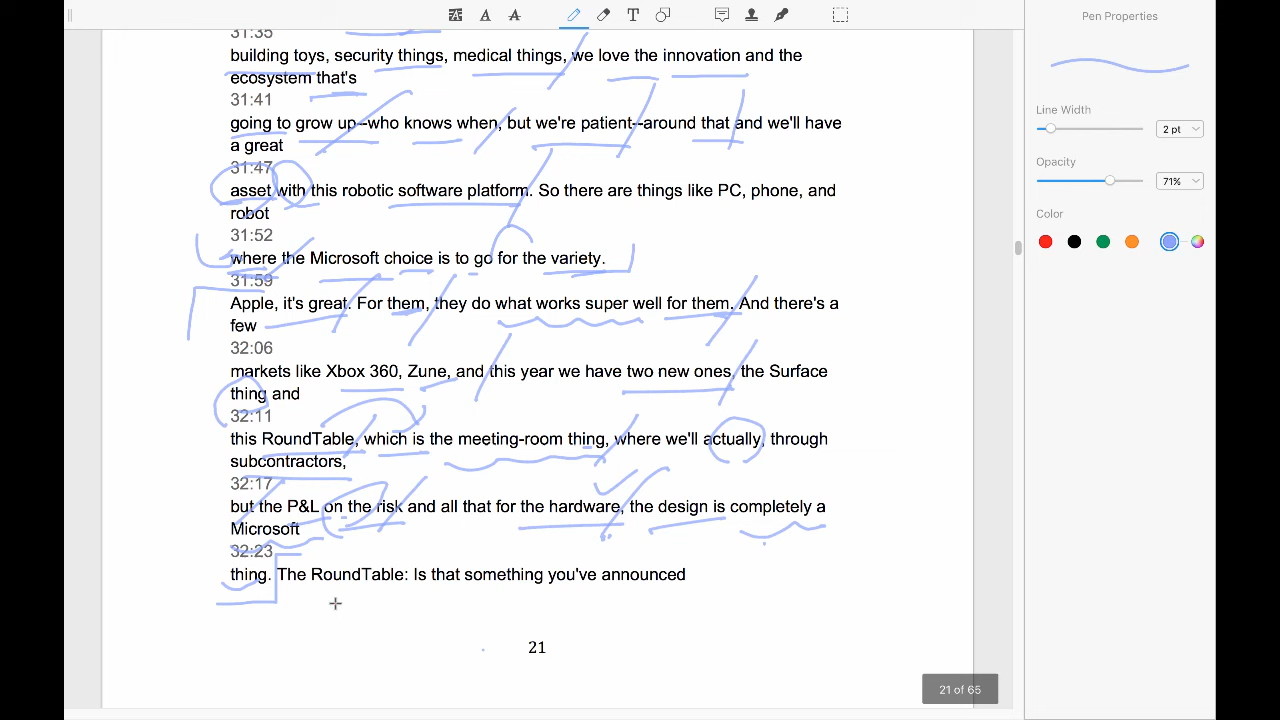 Pen Properties
31:35
building toys, security things, medical things, we love the innovation and the
ecosystem that's
31:41
going to grow up--who knows when, but we're patient--around that and we'll have
a great
31:47
asset with this robotic software platform. So there are things like PC, phone, and
robot
31:52
where the Microsoft choice is to go for the variety.
31:59
Apple, it's great. For them, they do what works super well for them. And there's a
few
32:06
markets like Xbox 360, Zune, and this year we have two new ones, the Surface
thing and
32:11
this RoundTable, which is the meeting-room thing, where we'll actually, through
subcontractors,
32:17
but the P&L on the risk and all that for the hardware, the design is completely a
Microsoft
32:23
thing. The RoundTable: Is that something you've announced
21
21 of 65
Line Width
2 pt
Opacity
71%
Color